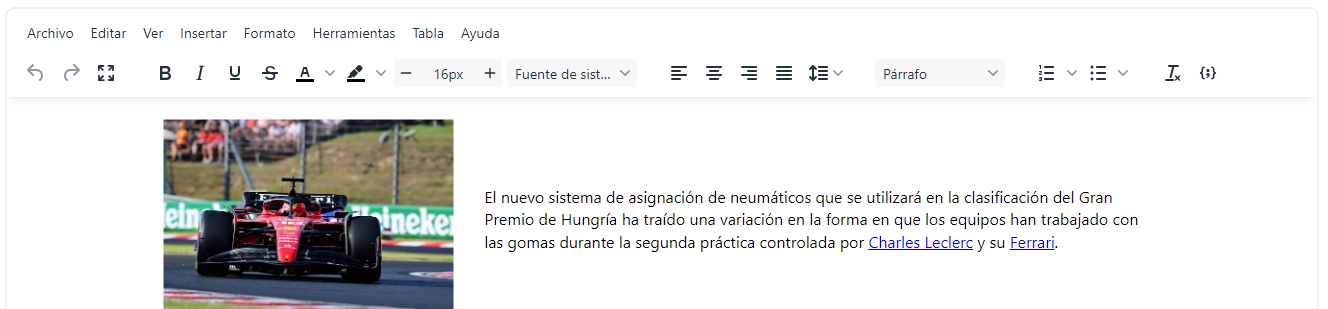 Archivo Editar Ver Insertar Formato Herramientas Tabla Ayuda
B I U S A 16px Fuente de sist... Párrafo
Heineken
El nuevo sistema de asignación de neumáticos que se utilizará en la clasificación del Gran
Premio de Hungría ha traído una variación en la forma en que los equipos han trabajado con
las gomas durante la segunda práctica controlada por Charles Leclerc y su Ferrari.